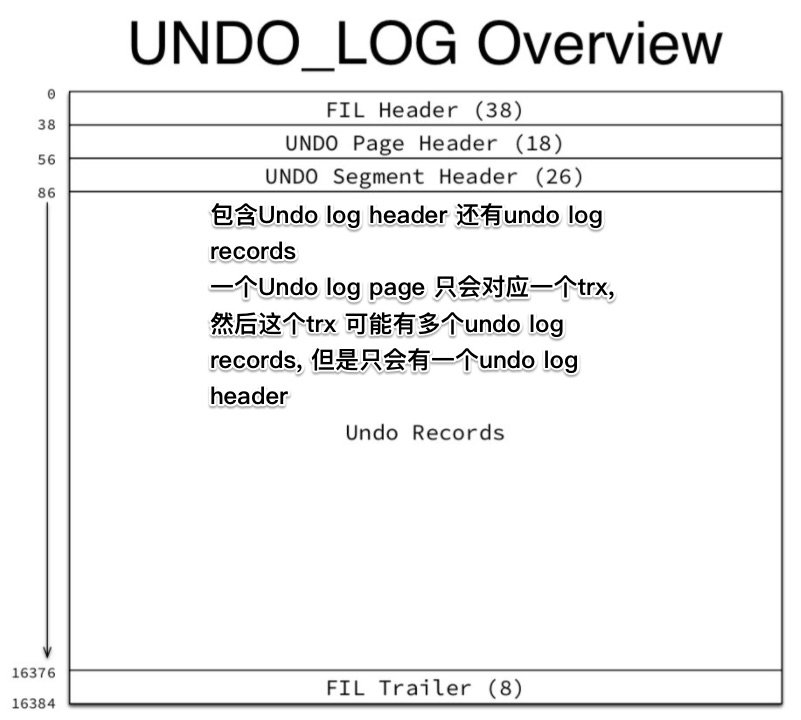 UNDO_LOG Overview
0
FIL Header (38)
38
UNDO Page Header (18)
56
UNDO Segment Header (26)
86
包含Undo log header 还有undo log
records
一个Undo log page 只会对应一个trx,
然后这个trx 可能有多个undo log
records, 但是只会有一个undo log
header
Undo Records
16376
FIL Trailer (8)
16384